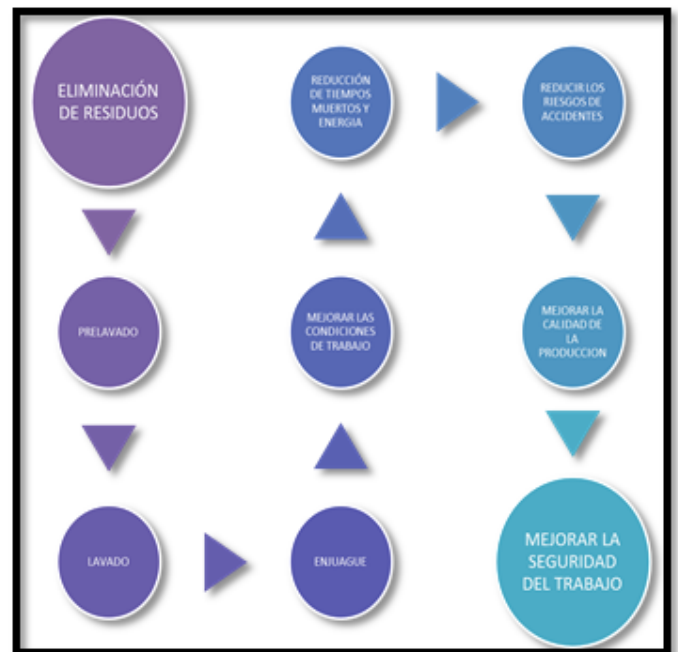 ELIMINACIÓN
DE RESIDUOS
PRELAVADO
LAVADO
ENJUAGUE
MEJORAR LAS
CONDICIONES
DE TRABAJO
REDUCCIÓN
DE TIEMPOS
MUERTOS Y
ENERGIA
REDUCIR LOS
RIESGOS DE
ACCIDENTES
MEJORAR LA
CALIDAD DE
LA
PRODUCCION
MEJORAR LA
SEGURIDAD
DEL TRABAJO